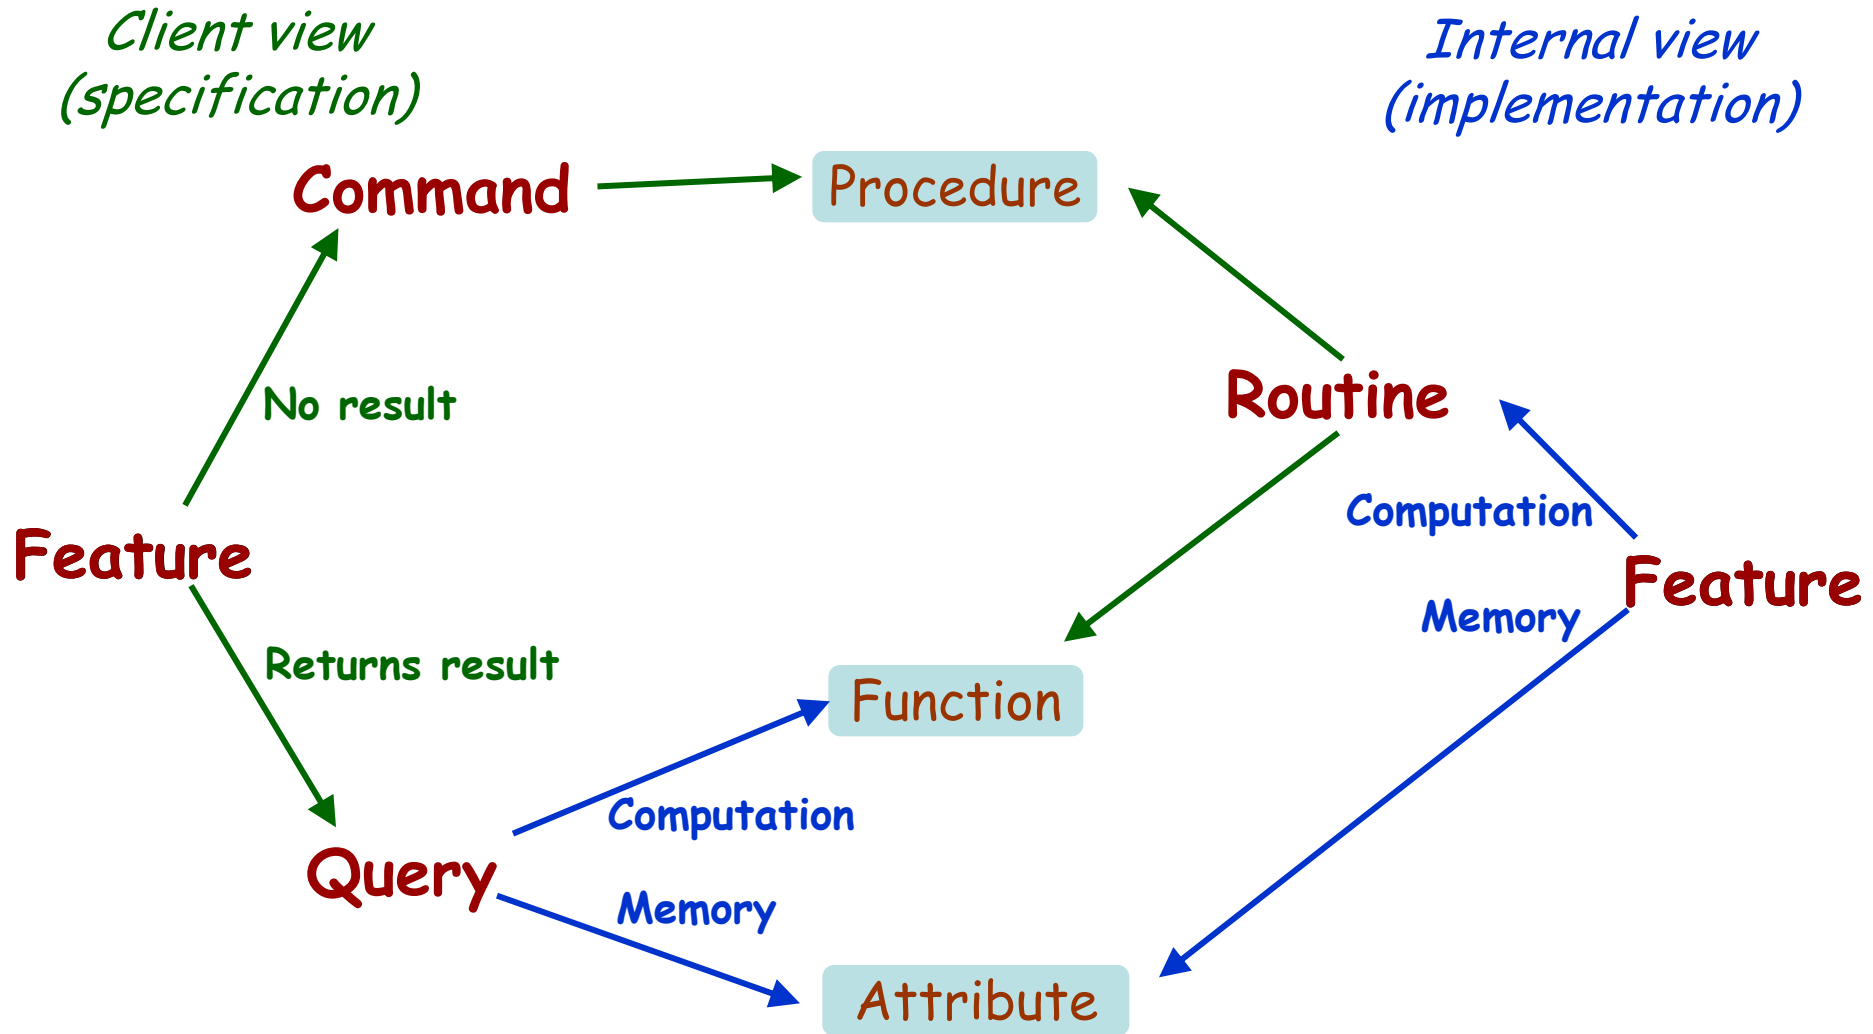 Client view
(specification)
Internal view
(implementation)
Command
Procedure
No result
Routine
Computation
Feature
Feature
Memory
Returns result
Function
Computation
Query
Memory
Attribute